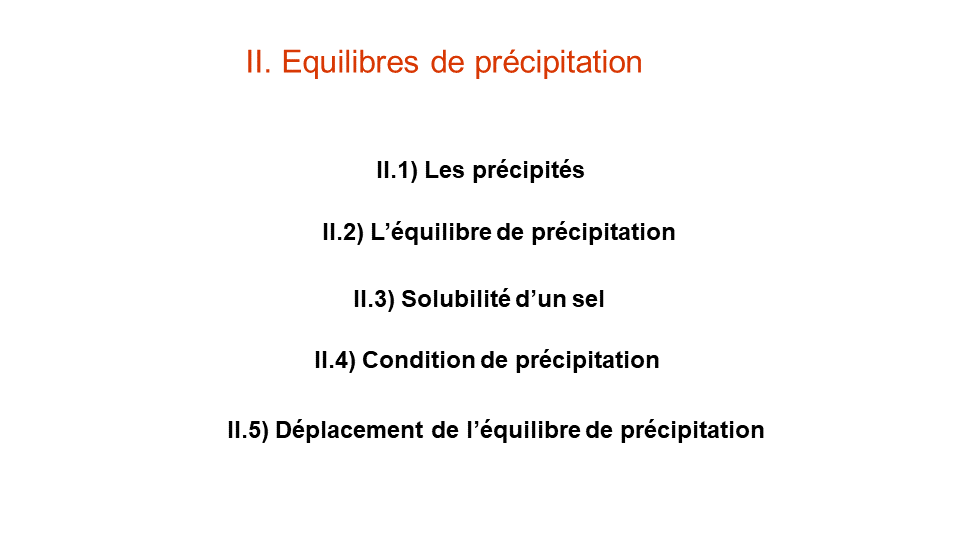 II. Equilibres de précipitation
II.1) Les précipités
II.2) L’équilibre de précipitation
II.3) Solubilité d’un sel
II.4) Condition de précipitation
II.5) Déplacement de l’équilibre de précipitation